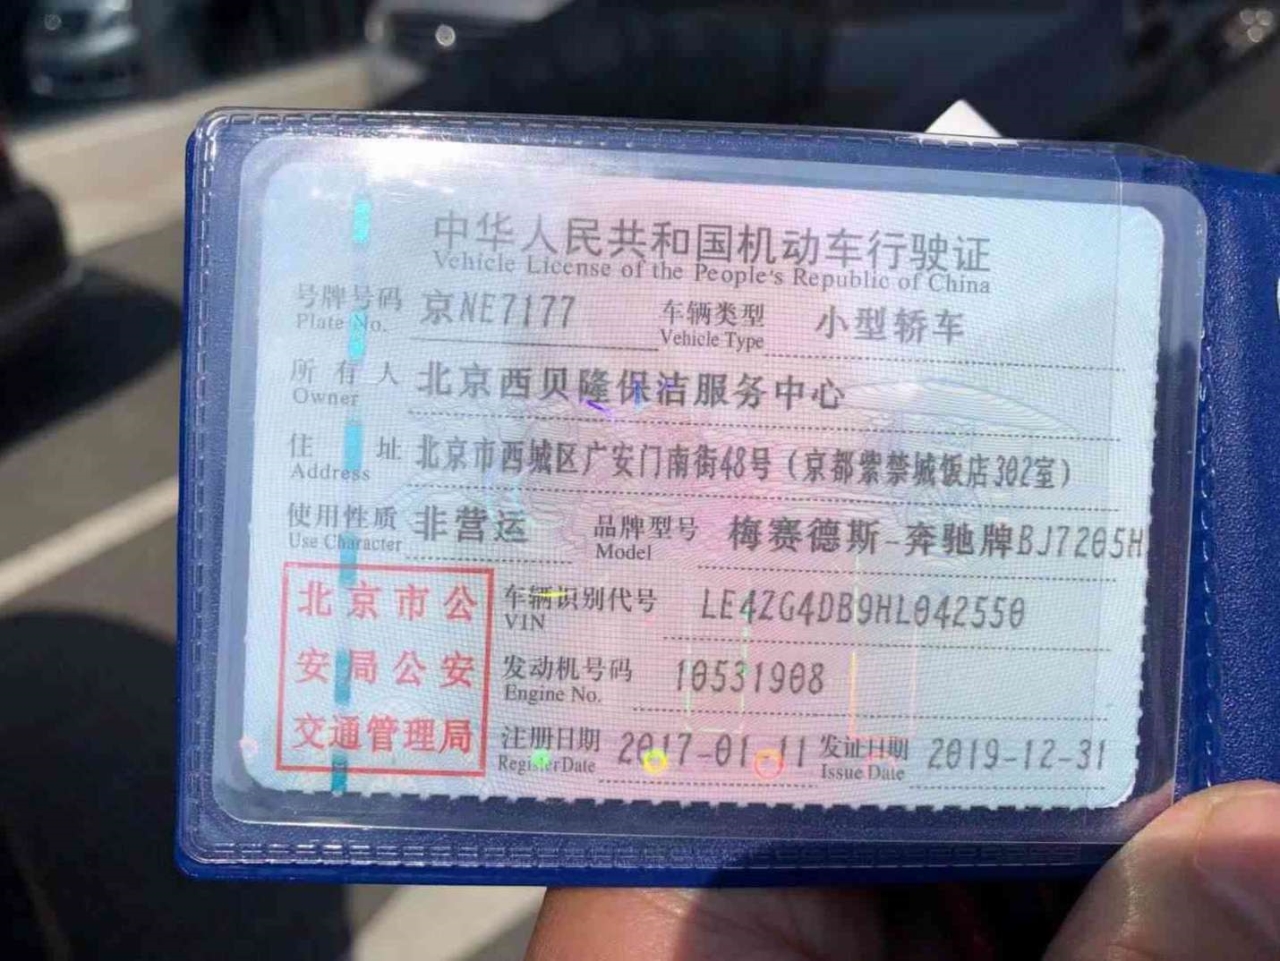 中华人民共和国机动车行驶证
Vehicle License of the People's Republic of China
号牌号码 京NE7177 车辆类型 小型轿车
Plate No. Vehicle Type
所有人 北京西贝隆保洁服务中心
Owner
住址 北京市西城区广安门南街48号（京都紫禁城饭店302室）
Address
使用性质 非营运 品牌型号 梅赛德斯-奔驰牌BJ7205H
Use Character Model
北京市公
安局公安
交通管理局
车辆识别代号 LE4ZG4DB9HL042550
VIN
发动机号码 10531908
Engine No.
注册日期 2017-01-11 发证日期 2019-12-31
Register Date Issue Date